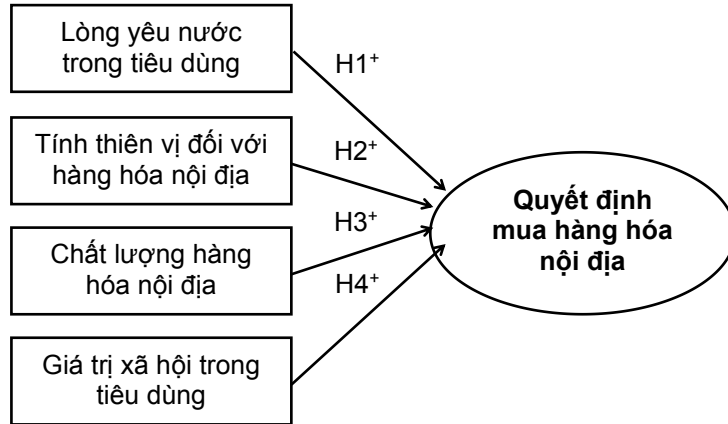 Lòng yêu nước
trong tiêu dùng
H1+
Tính thiên vị đối với
hàng hóa nội địa
H2+
Chất lượng hàng
hóa nội địa
H3+
Giá trị xã hội trong
tiêu dùng
H4+
Quyết định
mua hàng hóa
nội địa